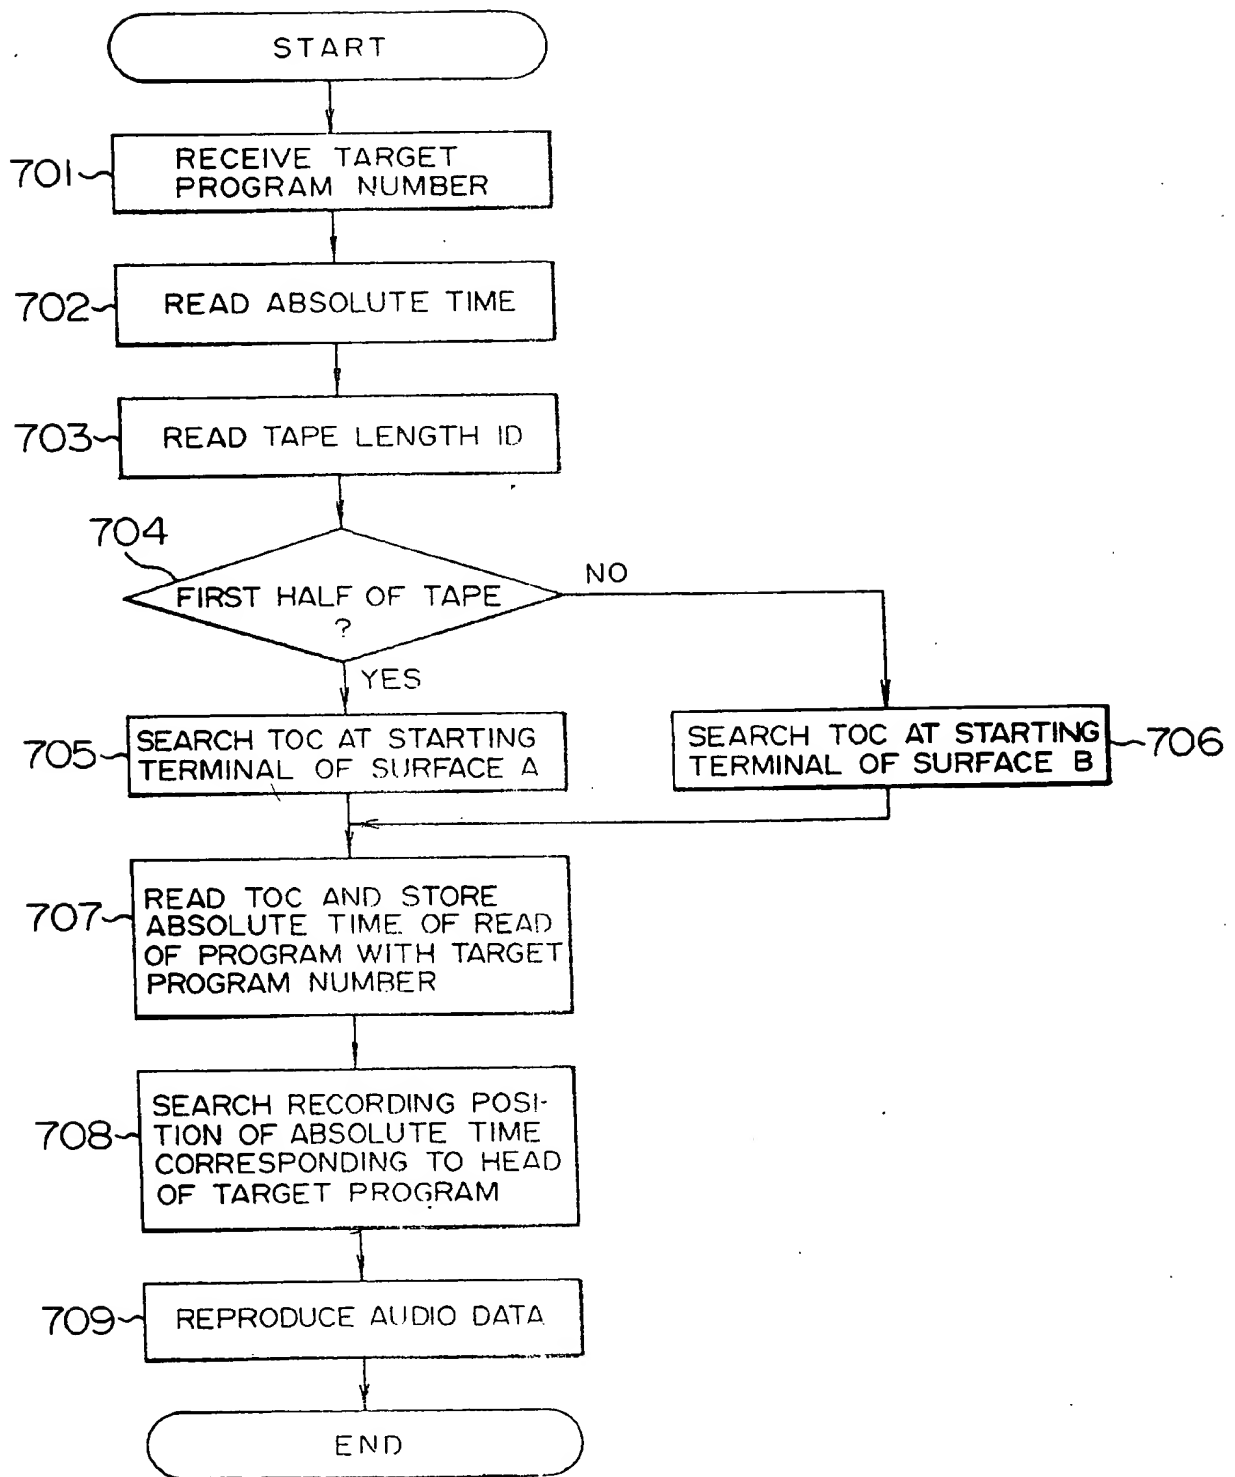 START
701
RECEIVE TARGET
PROGRAM NUMBER
702
READ ABSOLUTE TIME
703
READ TAPE LENGTH ID
704
FIRST HALF OF TAPE
?
NO
YES
705
SEARCH TOC AT STARTING
TERMINAL OF SURFACE A
SEARCH TOC AT STARTING
TERMINAL OF SURFACE B
706
707
READ TOC AND STORE
ABSOLUTE TIME OF READ
OF PROGRAM WITH TARGET
PROGRAM NUMBER
708
SEARCH RECORDING POSI-
TION OF ABSOLUTE TIME
CORRESPONDING TO HEAD
OF TARGET PROGRAM
709
REPRODUCE AUDIO DATA
END